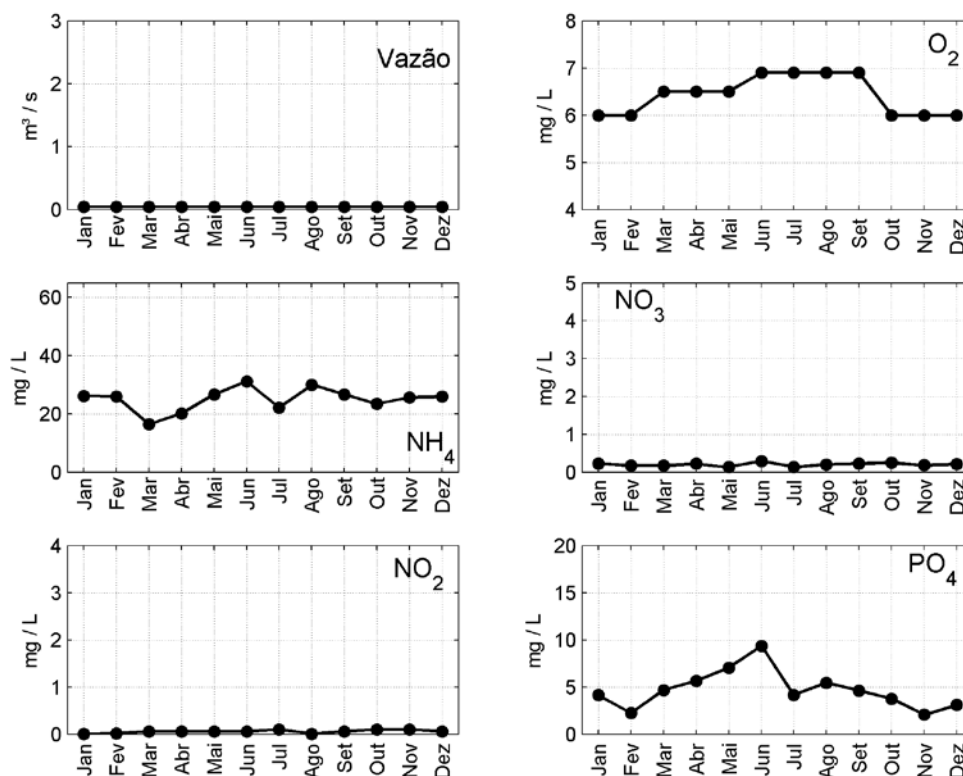 3
2
1
0
m³ / s
Vazão
Jan Fev Mar Abr Mai Jun Jul Ago Set Out Nov Dez
8
7
6
5
4
mg / L
O₂
Jan Fev Mar Abr Mai Jun Jul Ago Set Out Nov Dez
60
40
20
0
mg / L
NH₄
Jan Fev Mar Abr Mai Jun Jul Ago Set Out Nov Dez
5
4
3
2
1
0
mg / L
NO₃
Jan Fev Mar Abr Mai Jun Jul Ago Set Out Nov Dez
4
3
2
1
0
mg / L
NO₂
Jan Fev Mar Abr Mai Jun Jul Ago Set Out Nov Dez
20
15
10
5
0
mg / L
PO₄
Jan Fev Mar Abr Mai Jun Jul Ago Set Out Nov Dez